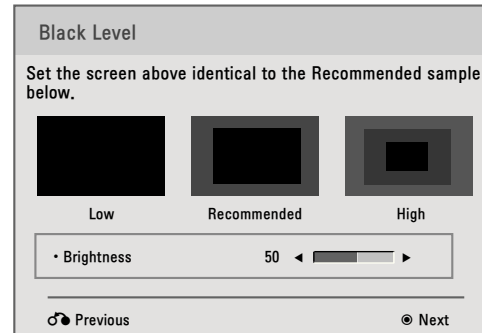 Black Level
Set the screen above identical to the Recommended sample
below.
Low Recommended High
• Brightness 50 ◄ ►
Previous Next